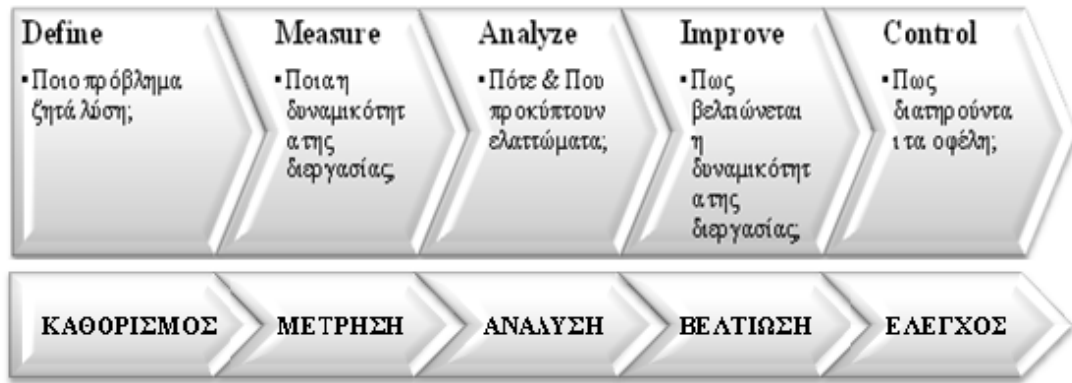 Define
▪Ποιο πρόβλημα
ζητά λύση;
Measure
▪Ποια η
δυναμικότητ
α της
διεργασίας;
Analyze
▪Πότε & Που
προκύπτουν
ελαττώματα;
Improve
▪Πως
βελτιώνεται
η
δυναμικότητ
α της
διεργασίας;
Control
▪Πως
διατηρούντα
ι τα οφέλη;
ΚΑΘΟΡΙΣΜΟΣ
ΜΕΤΡΗΣΗ
ΑΝΑΛΥΣΗ
ΒΕΛΤΙΩΣΗ
ΕΛΕΓΧΟΣ